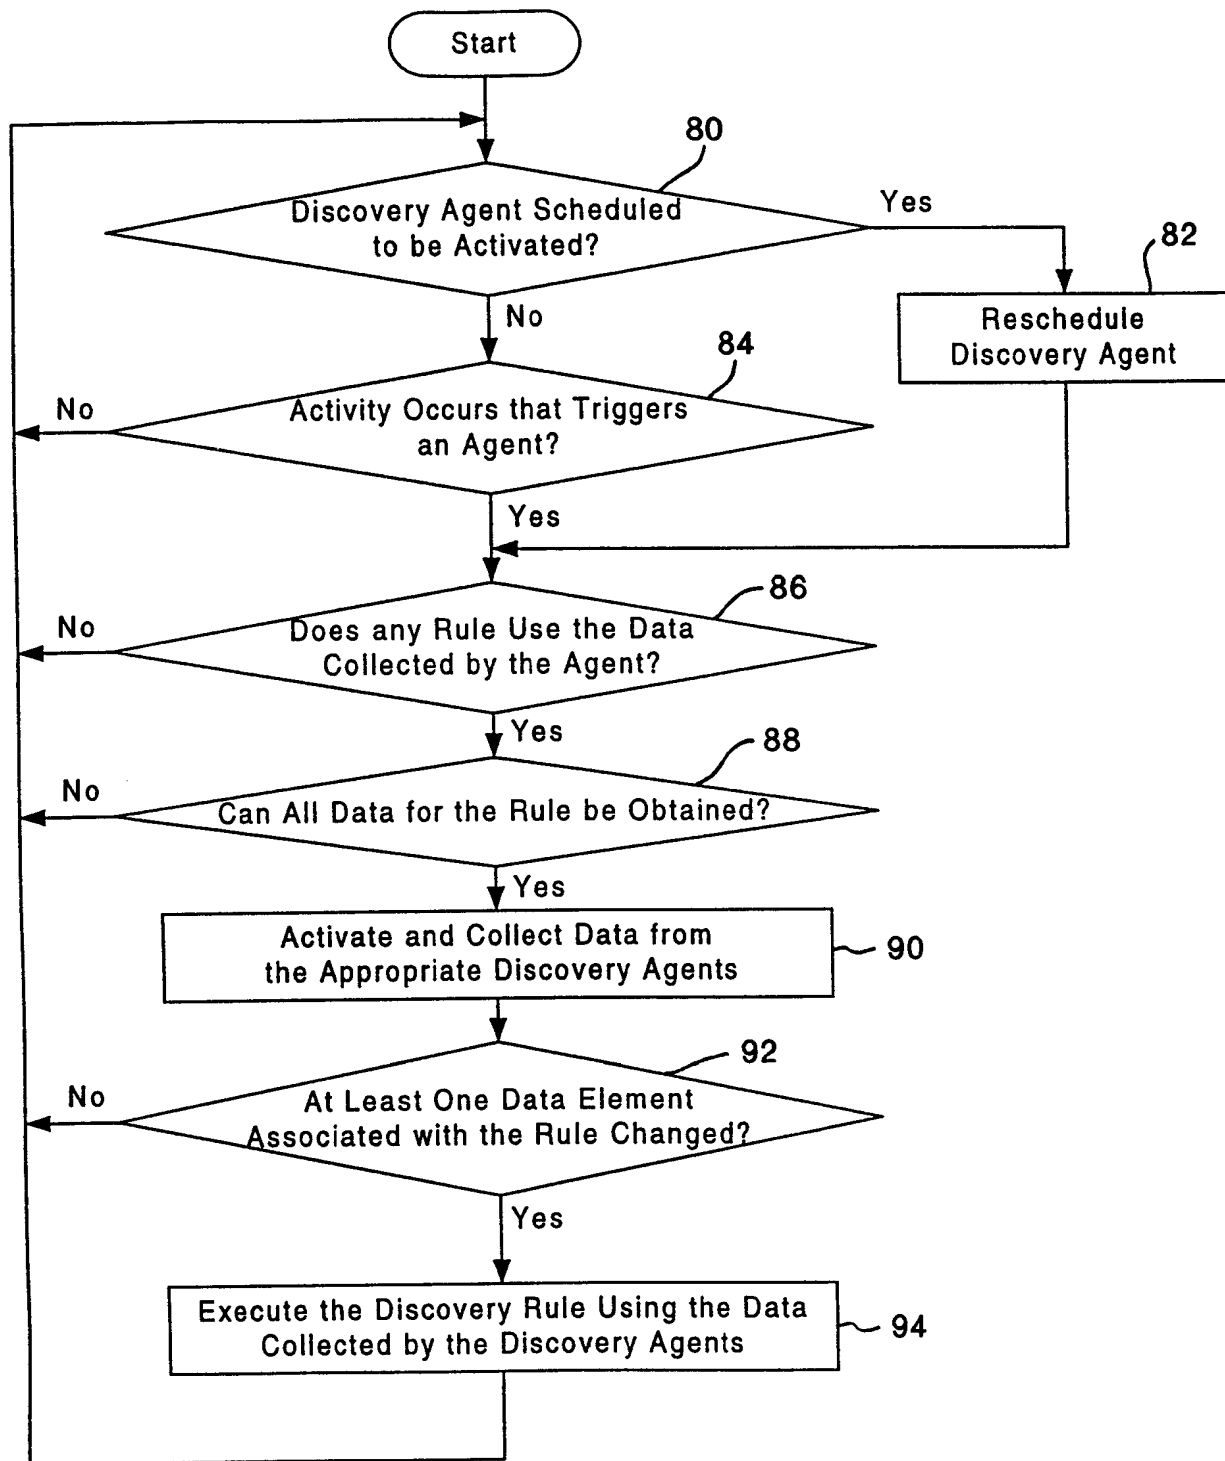 Start
80
Discovery Agent Scheduled
to be Activated?
Yes
82
Reschedule
Discovery Agent
No
84
Activity Occurs that Triggers
an Agent?
No
Yes
86
Does any Rule Use the Data
Collected by the Agent?
No
Yes
88
Can All Data for the Rule be Obtained?
No
Yes
Activate and Collect Data from
the Appropriate Discovery Agents
90
92
At Least One Data Element
Associated with the Rule Changed?
No
Yes
Execute the Discovery Rule Using the Data
Collected by the Discovery Agents
94